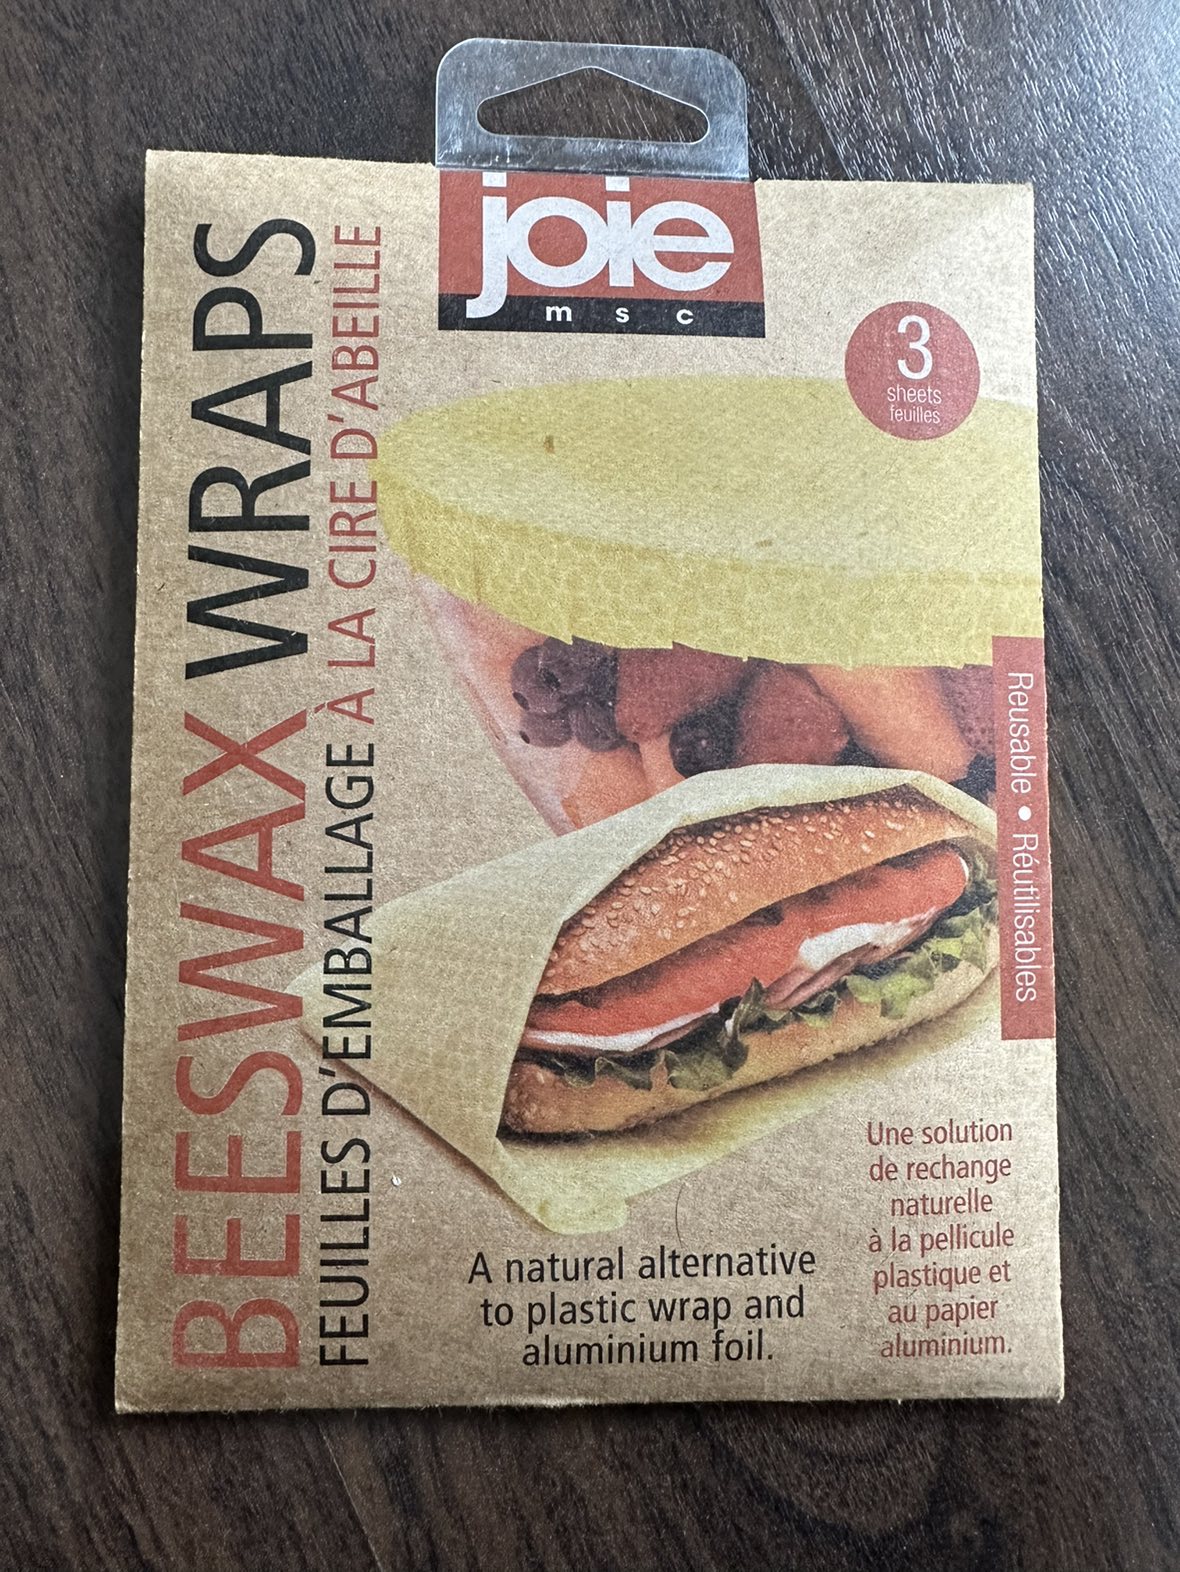 joie
msc
3
sheets
feuilles
BEESWAX WRAPS
FEUILLES D'EMBALLAGE À LA CIRE D'ABEILLE
Reusable • Réutilisables
A natural alternative
to plastic wrap and
aluminium foil.
Une solution
de rechange
naturelle
à la pellicule
plastique et
au papier
aluminium.